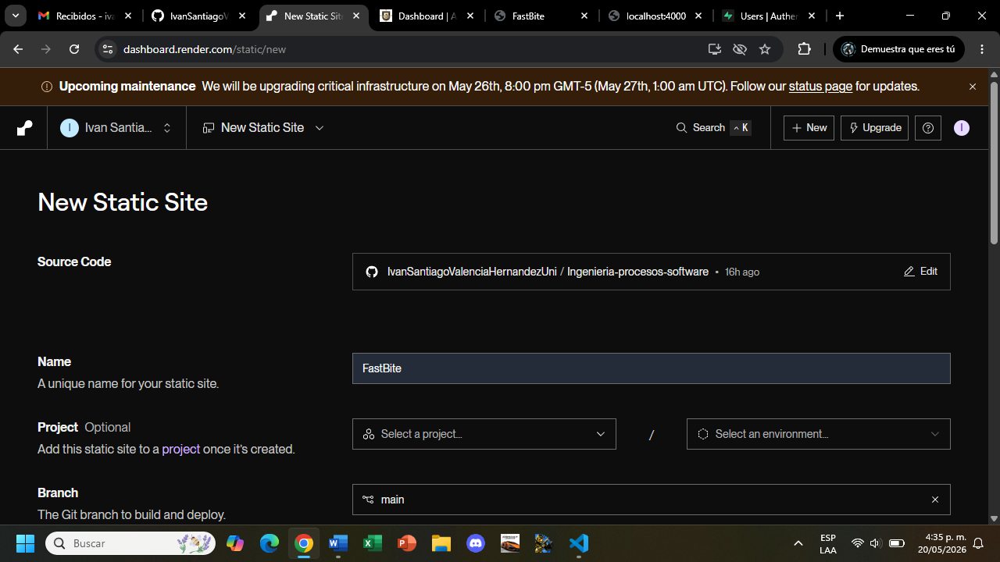 Recibidos - iva
IvanSantiagoV
New Static Sit
Dashboard | A
FastBite
localhost:4000
Users | Authen
dashboard.render.com/static/new
Demuestra que eres tú
Upcoming maintenance We will be upgrading critical infrastructure on May 26th, 8:00 pm GMT-5 (May 27th, 1:00 am UTC). Follow our status page for updates.
I Ivan Santia...
New Static Site
Search ^ K
New
Upgrade
I
New Static Site
Source Code
IvanSantiagoValenciaHernandezUni / Ingenieria-procesos-software • 16h ago
Edit
Name
A unique name for your static site.
FastBite
Project Optional
Add this static site to a project once it's created.
Select a project...
/
Select an environment...
Branch
The Git branch to build and deploy.
main
Buscar
ESP
LAA
4:35 p. m.
20/05/2026